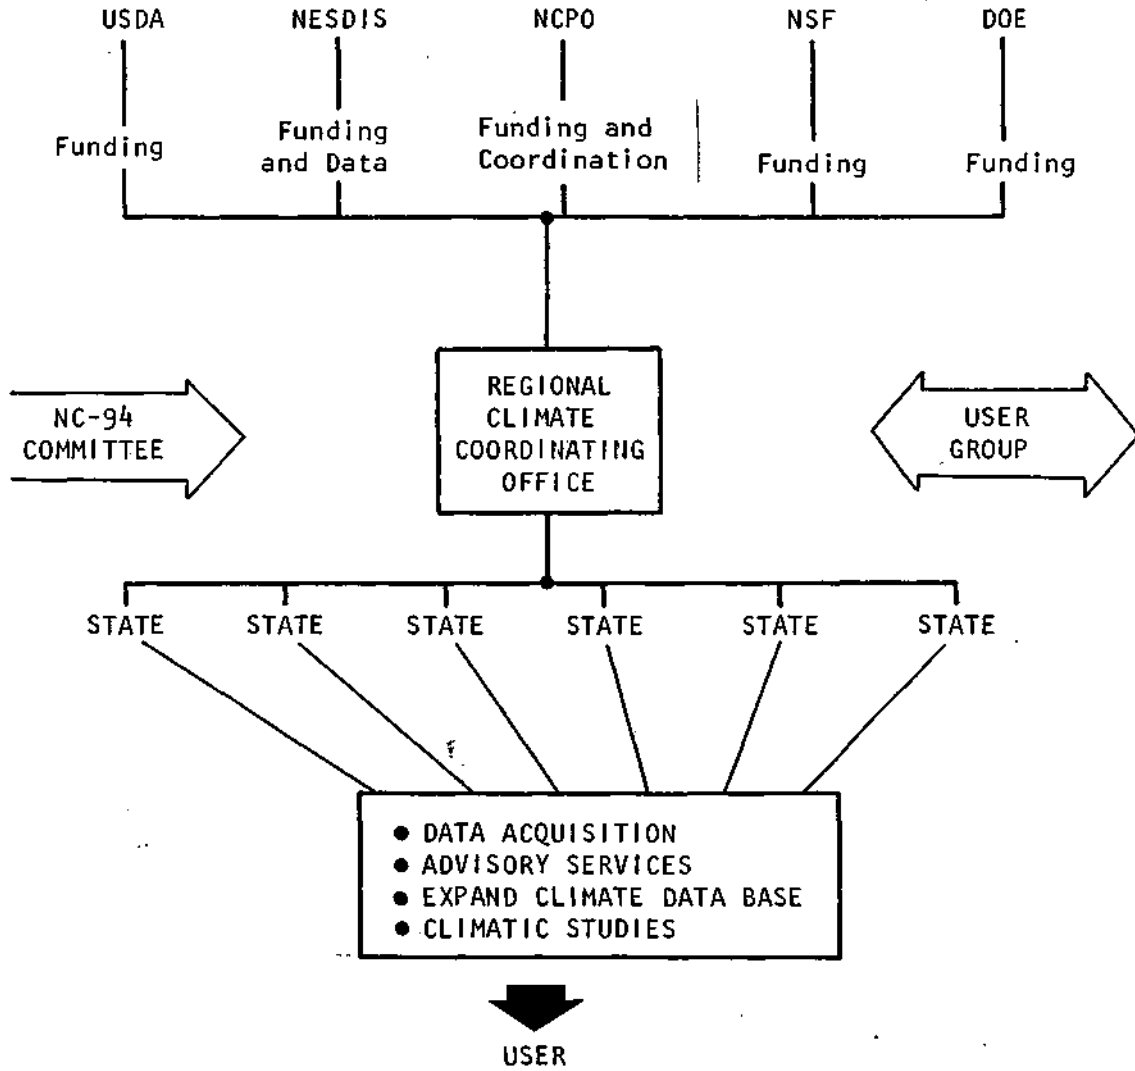 USDA NESDIS NCPO NSF DOE
Funding
Funding
and Data
Funding and
Coordination
Funding
Funding
NC-94
COMMITTEE
REGIONAL
CLIMATE
COORDINATING
OFFICE
USER
GROUP
STATE STATE STATE STATE STATE STATE
● DATA ACQUISITION
● ADVISORY SERVICES
● EXPAND CLIMATE DATA BASE
● CLIMATIC STUDIES
USER